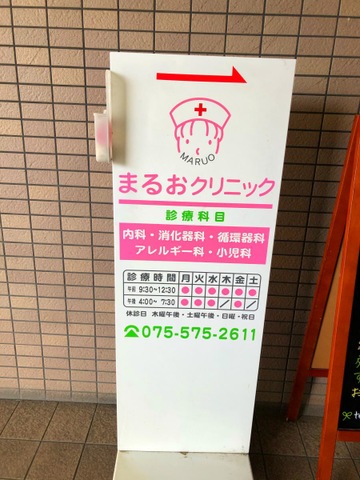 MARUO
まるおクリニック
診療科目
内科・消化器科・循環器科
アレルギー科・小児科
診療時間 月 火 水 木 金 土
午前 9:30~12:30 ● ● ● ● ● ●
午後 4:00~ 7:30 ● ● ● / ● /
休診日 木曜午後・土曜午後・日曜・祝日
☎075-575-2611